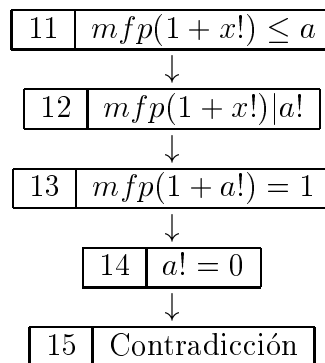 11 mfp(1 + x!) ≤ a
↓
12 mfp(1 + x!)|a!
↓
13 mfp(1 + a!) = 1
↓
14 a! = 0
↓
15 Contradicción